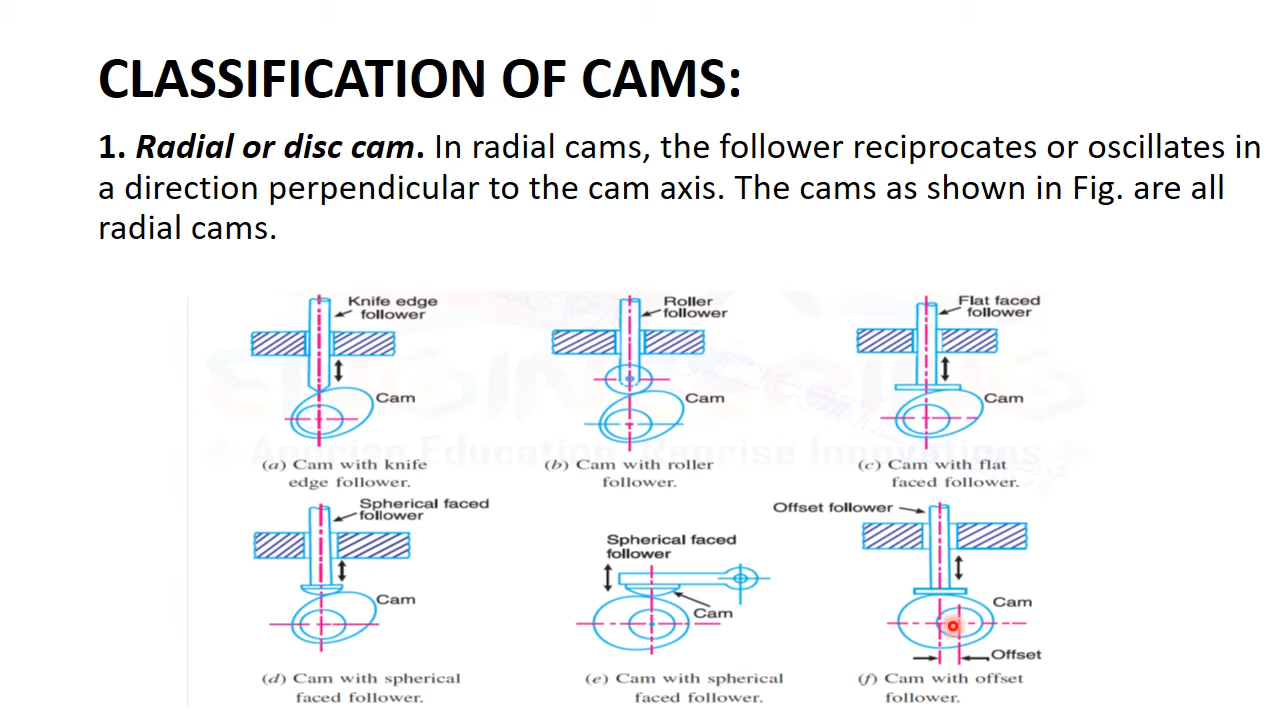 CLASSIFICATION OF CAMS:
1. Radial or disc cam. In radial cams, the follower reciprocates or oscillates in
a direction perpendicular to the cam axis. The cams as shown in Fig. are all
radial cams.
Knife edge
follower
Cam
(a) Cam with knife
edge follower.
Roller
follower
Cam
(b) Cam with roller
follower.
Flat faced
follower
Cam
(c) Cam with flat
faced follower.
Spherical faced
follower
Cam
(d) Cam with spherical
faced follower.
Spherical faced
follower
Cam
(e) Cam with spherical
faced follower.
Offset follower
Cam
Offset
(f) Cam with offset
follower.